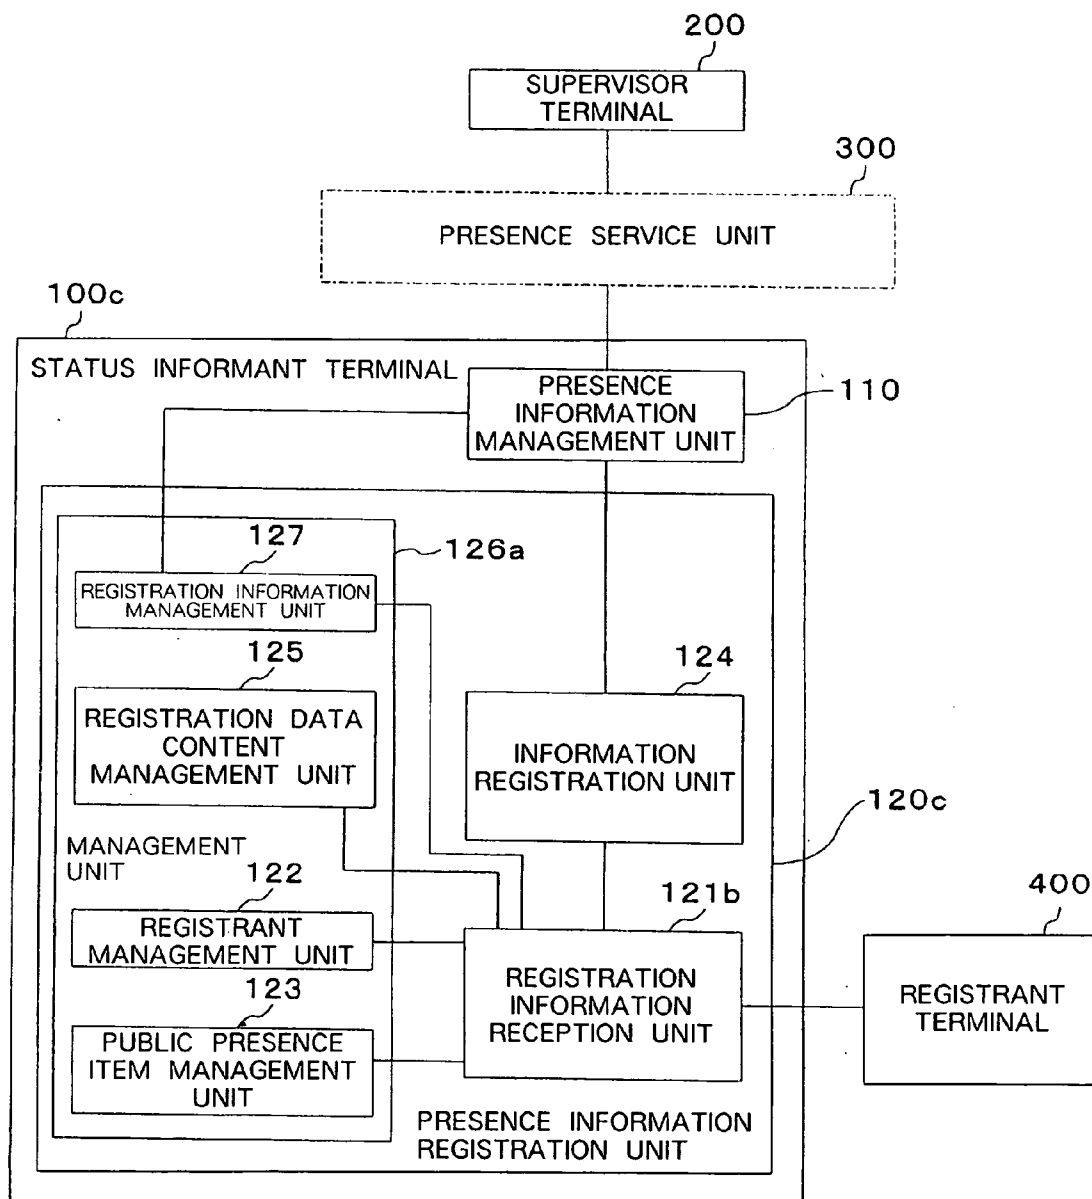 200
SUPERVISOR
TERMINAL
300
PRESENCE SERVICE UNIT
100c
STATUS INFORMANT TERMINAL
PRESENCE
INFORMATION
MANAGEMENT UNIT
110
127
126a
REGISTRATION INFORMATION
MANAGEMENT UNIT
125
REGISTRATION DATA
CONTENT
MANAGEMENT UNIT
124
INFORMATION
REGISTRATION UNIT
120c
MANAGEMENT
UNIT
122
REGISTRANT
MANAGEMENT UNIT
121b
REGISTRATION
INFORMATION
RECEPTION UNIT
400
REGISTRANT
TERMINAL
123
PUBLIC PRESENCE
ITEM MANAGEMENT
UNIT
PRESENCE INFORMATION
REGISTRATION UNIT